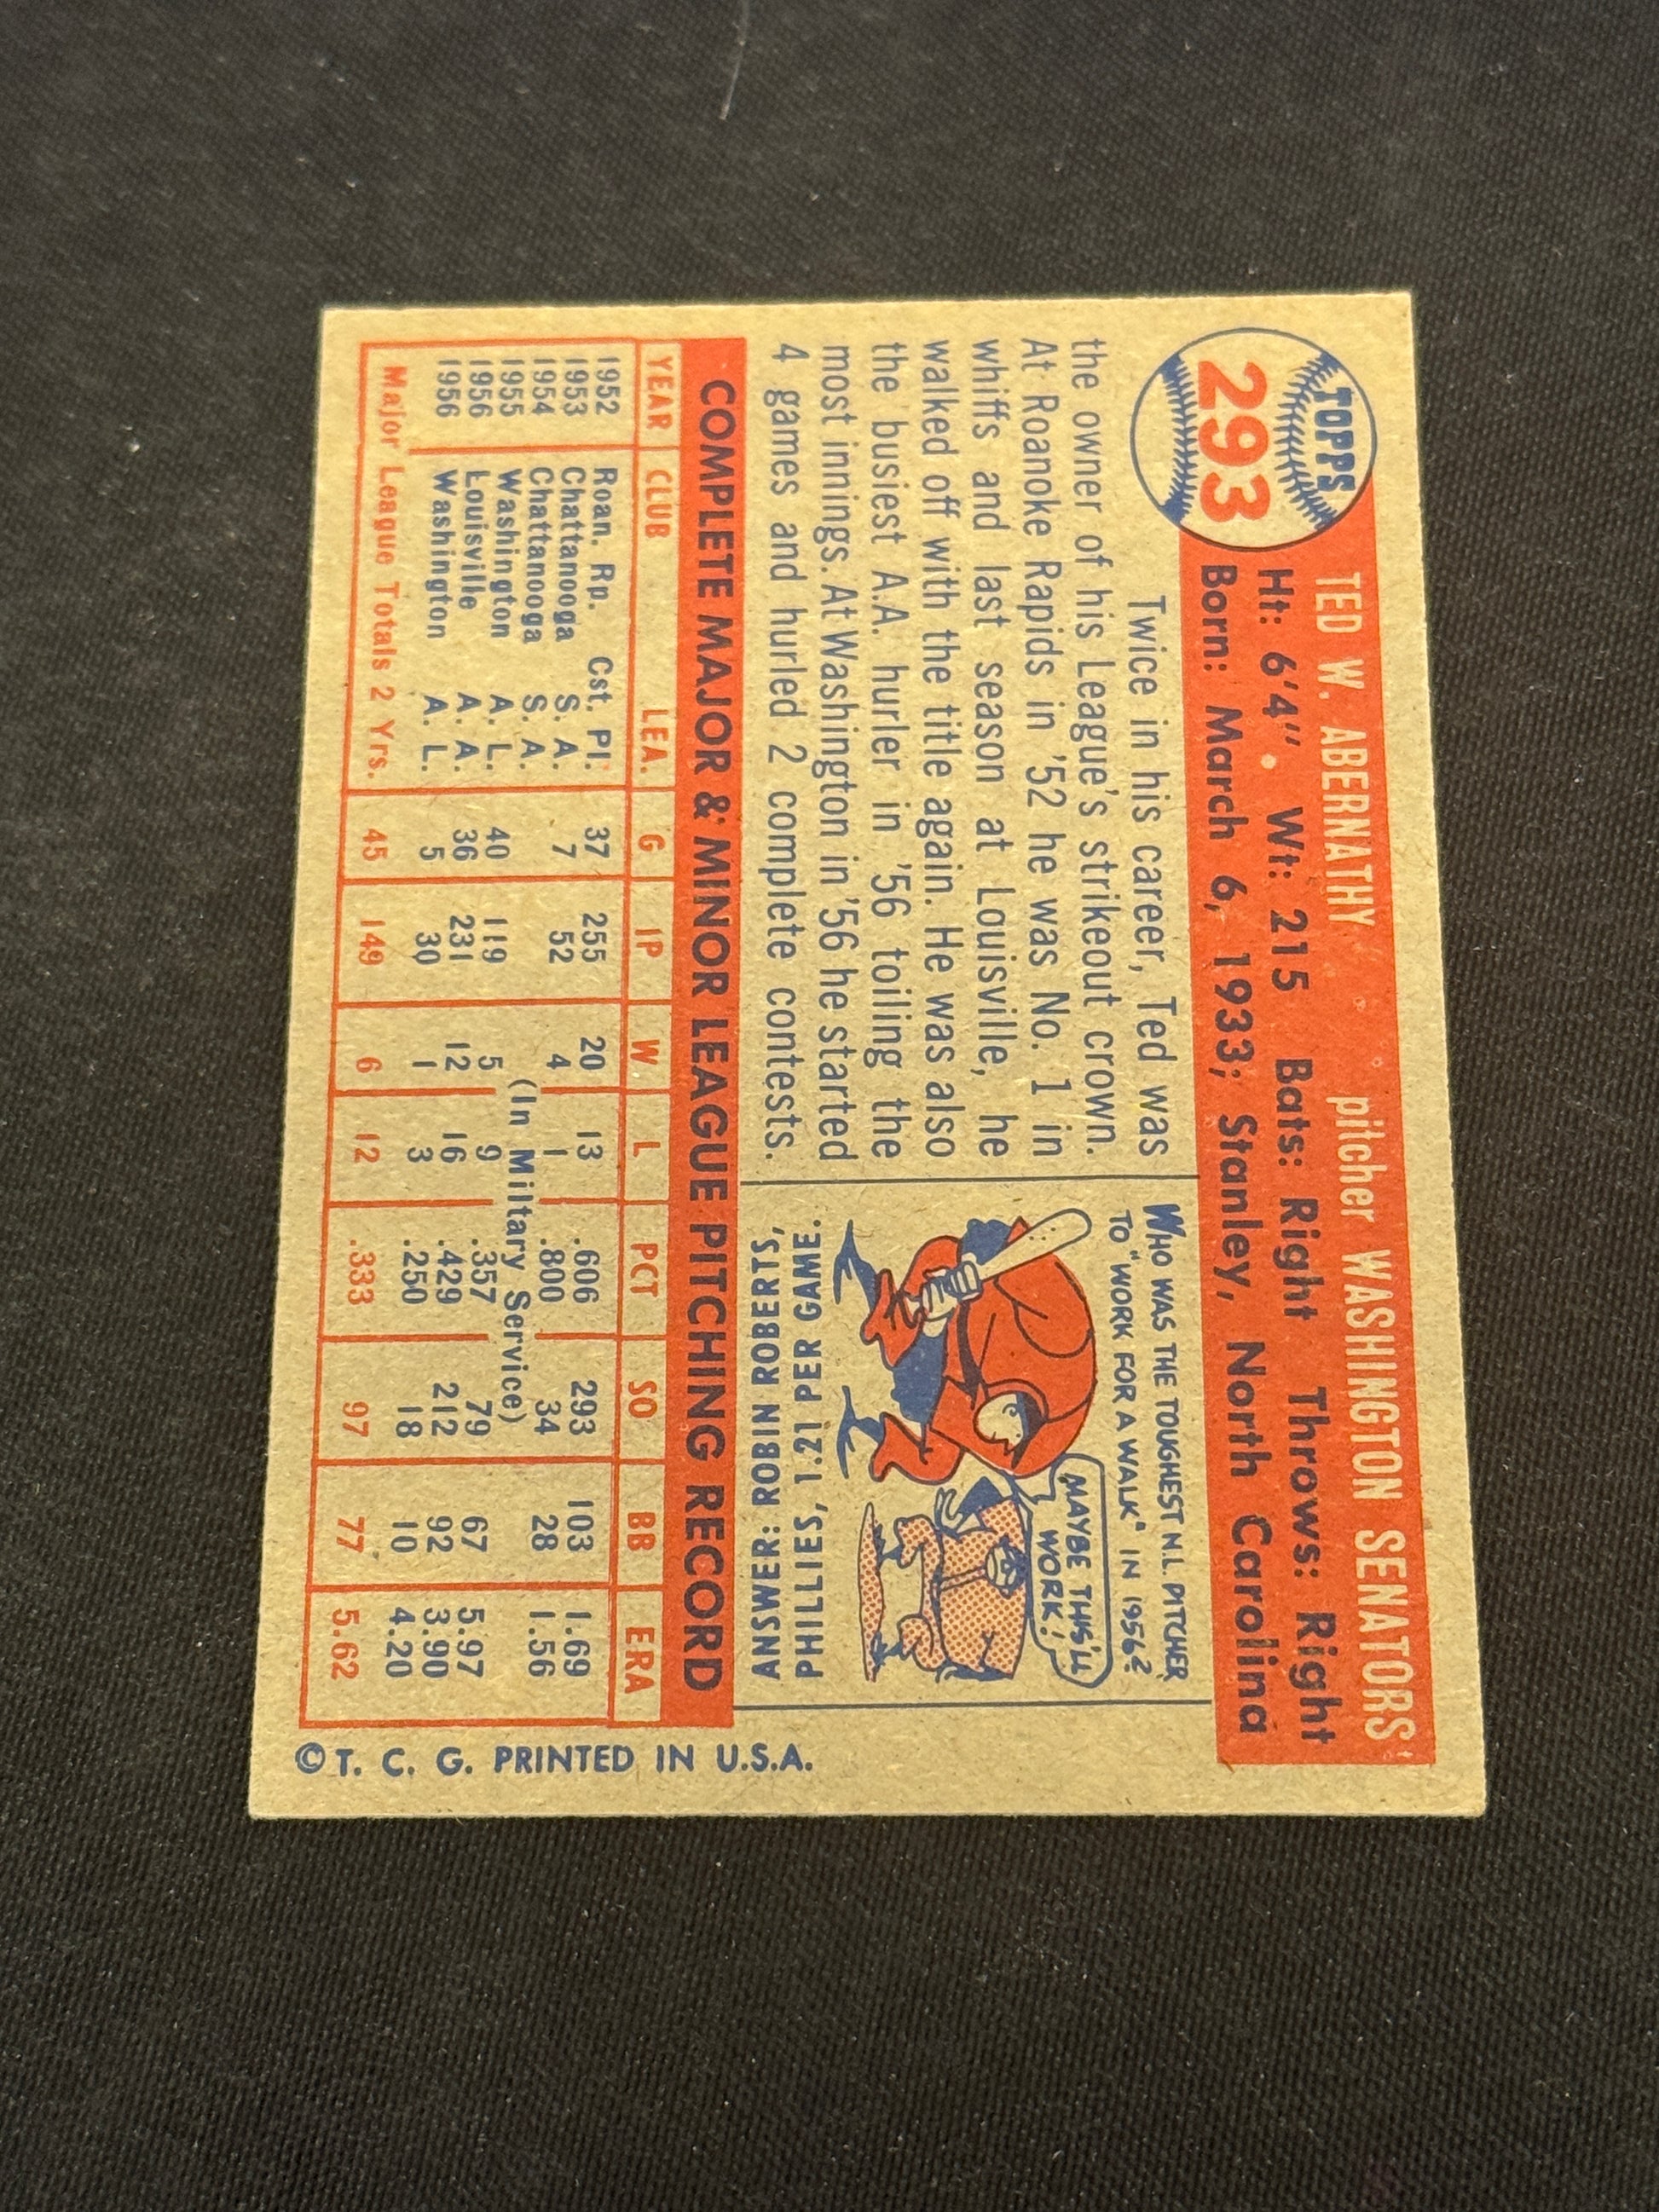 TOPPS
293
TED W. ABERNATHY pitcher WASHINGTON SENATORS
Ht: 6'4" • Wt: 215 Bats: Right Throws: Right
Born: March 6, 1933; Stanley, North Carolina
Twice in his career, Ted was
the owner of his League's strikeout crown.
At Roanoke Rapids in '52 he was No. 1 in
whiffs and last season at Louisville, he
walked off with the title again. He was also
the busiest A.A. hurler in '56 toiling the
most innings. At Washington in '56 he started
4 games and hurled 2 complete contests.
WHO WAS THE TOUGHEST N.L. PITCHER
TO "WORK FOR A WALK" IN 1956?
MAYBE THIS'LL
WORK!
ANSWER: ROBIN ROBERTS,
PHILLIES, 1.21 PER GAME.
COMPLETE MAJOR & MINOR LEAGUE PITCHING RECORD
YEAR CLUB LEA. G IP W L PCT SO BB ERA
1952 Roan. Rp. Cst. Pl. 37 255 20 13 .606 293 103 1.69
1953 Chattanooga S. A. 7 52 4 1 .800 34 28 1.56
1954 Chattanooga S. A. (In Military Service)
1955 Washington A. L. 40 119 5 9 .357 79 67 5.97
1956 Louisville A. A. 36 231 12 16 .429 212 92 3.90
1956 Washington A. L. 5 30 1 3 .250 18 10 4.20
Major League Totals 2 Yrs. 45 149 6 12 .333 97 77 5.62
© T. C. G. PRINTED IN U.S.A.